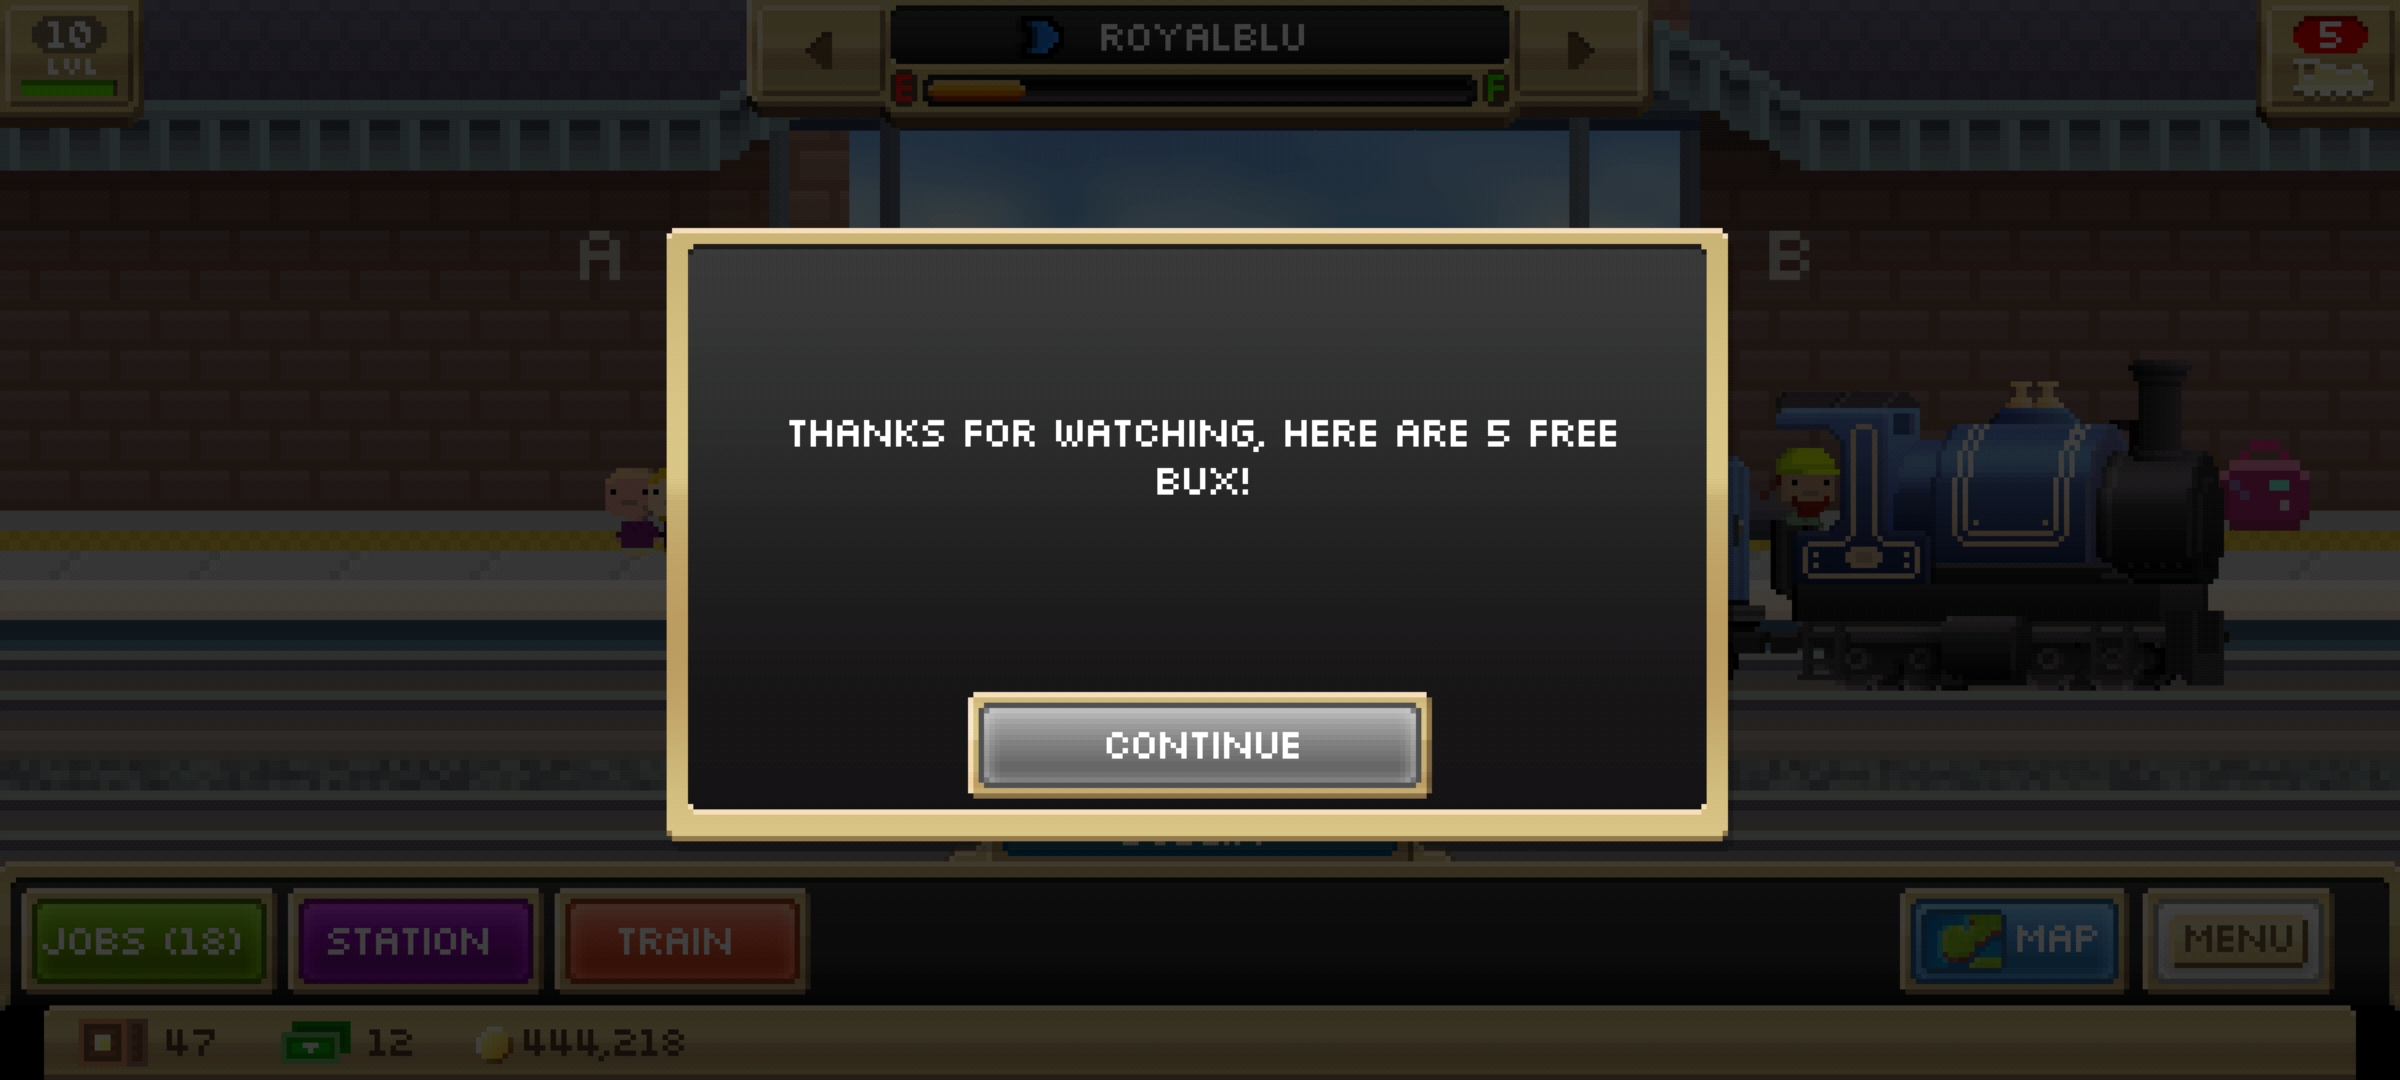 10
LVL
ROYALBLU
E
F
5
A
B
THANKS FOR WATCHING, HERE ARE 5 FREE
BUX!
CONTINUE
JOBS (18)
STATION
TRAIN
MAP
MENU
47
12
444,218